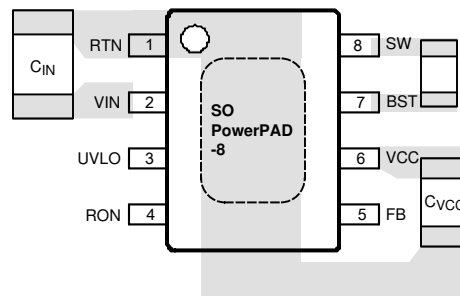 RTN 1 8 SW
C_IN
VIN 2 7 BST
SO
PowerPAD
-8
UVLO 3 6 VCC
RON 4 5 FB
C_VCC